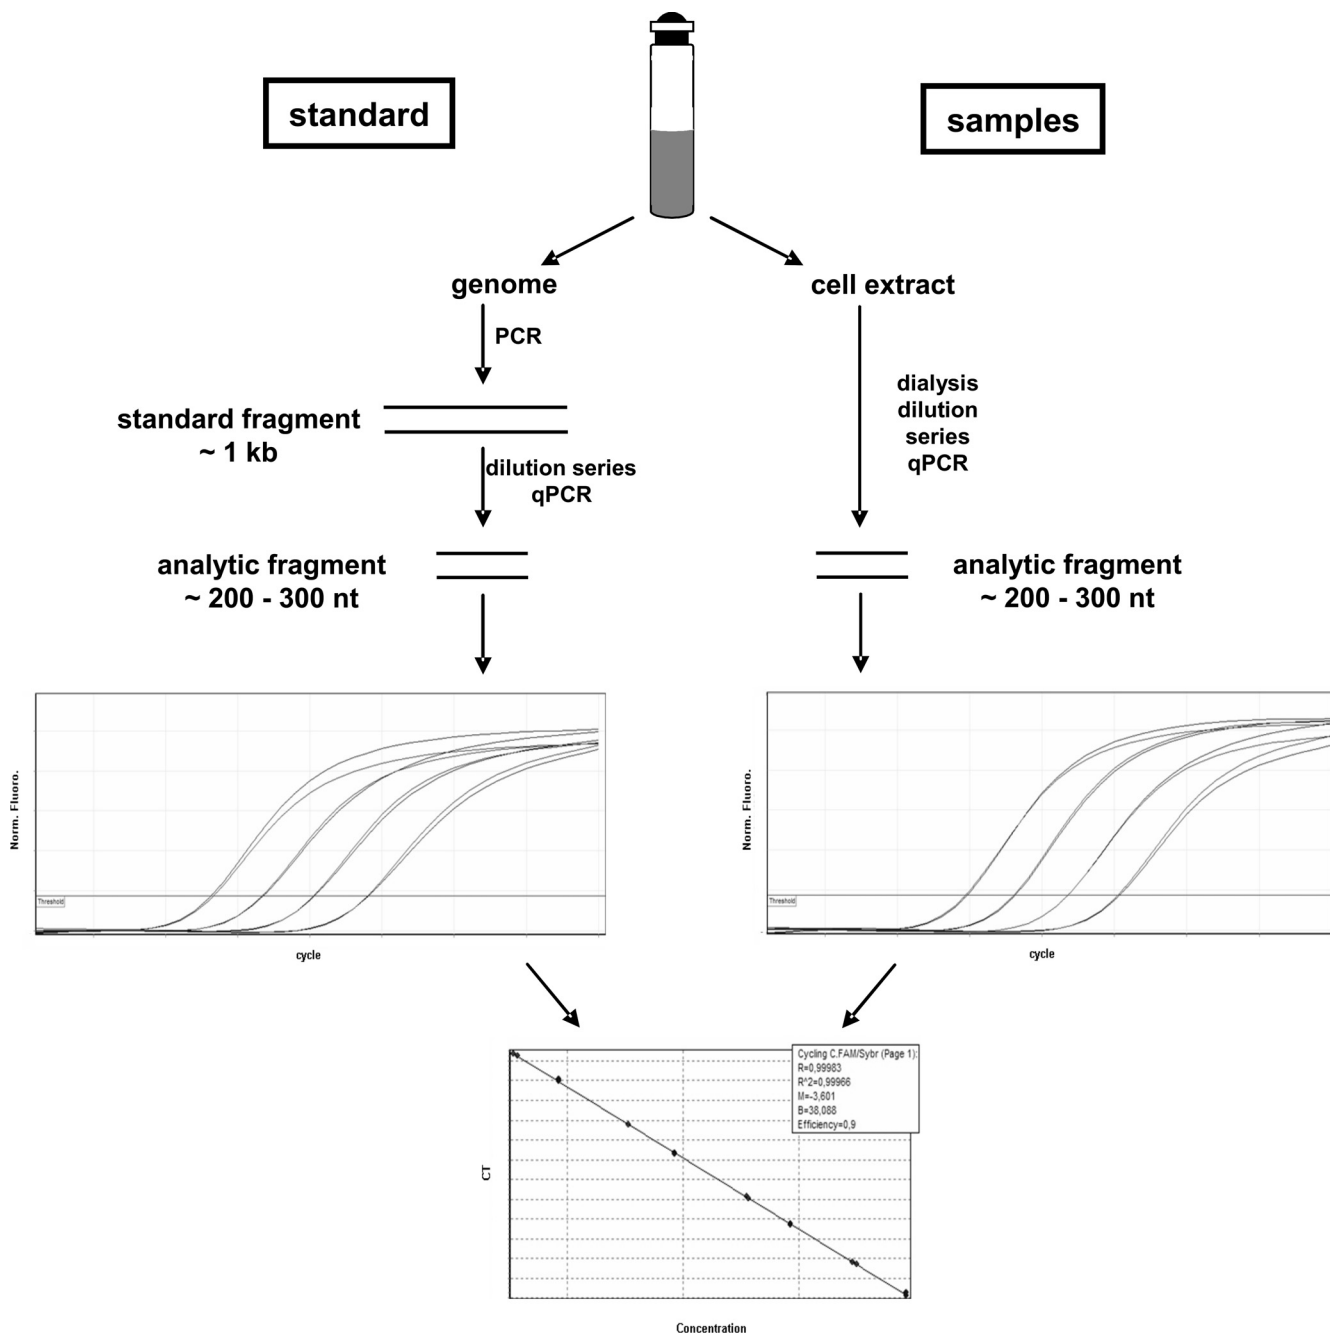 standard
samples
genome
cell extract
PCR
standard fragment
~ 1 kb
dialysis
dilution
series
qPCR
dilution series
qPCR
analytic fragment
~ 200 - 300 nt
analytic fragment
~ 200 - 300 nt
Norm. Fluoro.
Threshold
cycle
Norm. Fluoro.
Threshold
cycle
Cycling C.FAM/Sybr (Page 1):
R=0,99983
R^2=0,99966
M=-3,601
B=38,088
Efficiency=0,9
CT
Concentration